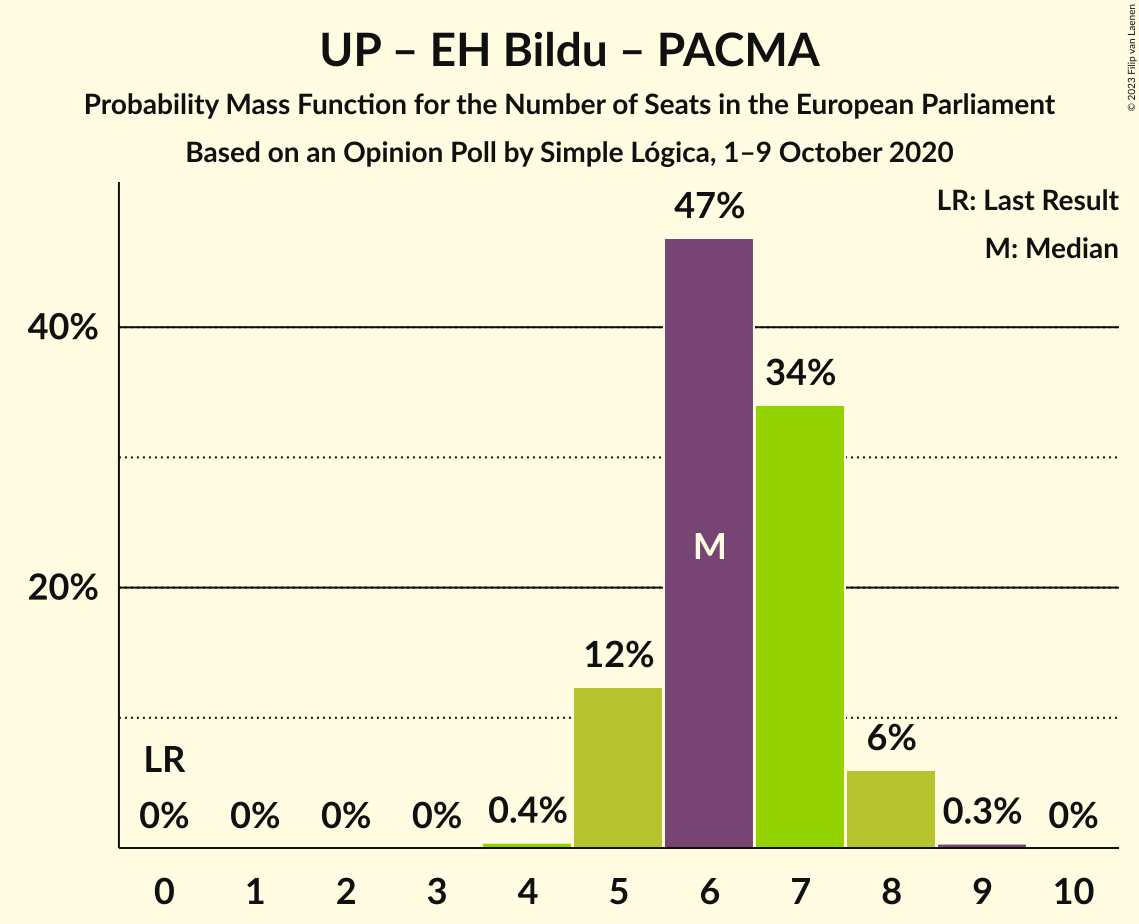 UP – EH Bildu – PACMA
Probability Mass Function for the Number of Seats in the European Parliament
Based on an Opinion Poll by Simple Lógica, 1–9 October 2020
© 2023 Filip van Laenen
LR: Last Result
M: Median
47%
40%
34%
M
20%
12%
LR
6%
0% 0% 0% 0% 0.4% 0.3% 0%
0 1 2 3 4 5 6 7 8 9 10